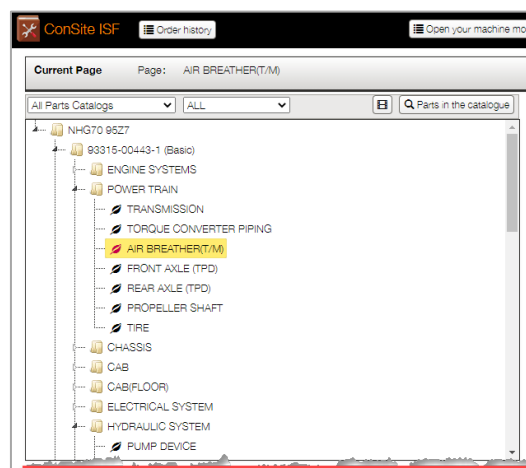 ConSite ISF Order history Open your machine mo
Current Page Page: AIR BREATHER(T/M)
All Parts Catalogs ALL Parts in the catalogue
NHG70 95Z7
93315-00443-1 (Basic)
ENGINE SYSTEMS
POWER TRAIN
TRANSMISSION
TORQUE CONVERTER PIPING
AIR BREATHER(T/M)
FRONT AXLE (TPD)
REAR AXLE (TPD)
PROPELLER SHAFT
TIRE
CHASSIS
CAB
CAB(FLOOR)
ELECTRICAL SYSTEM
HYDRAULIC SYSTEM
PUMP DEVICE